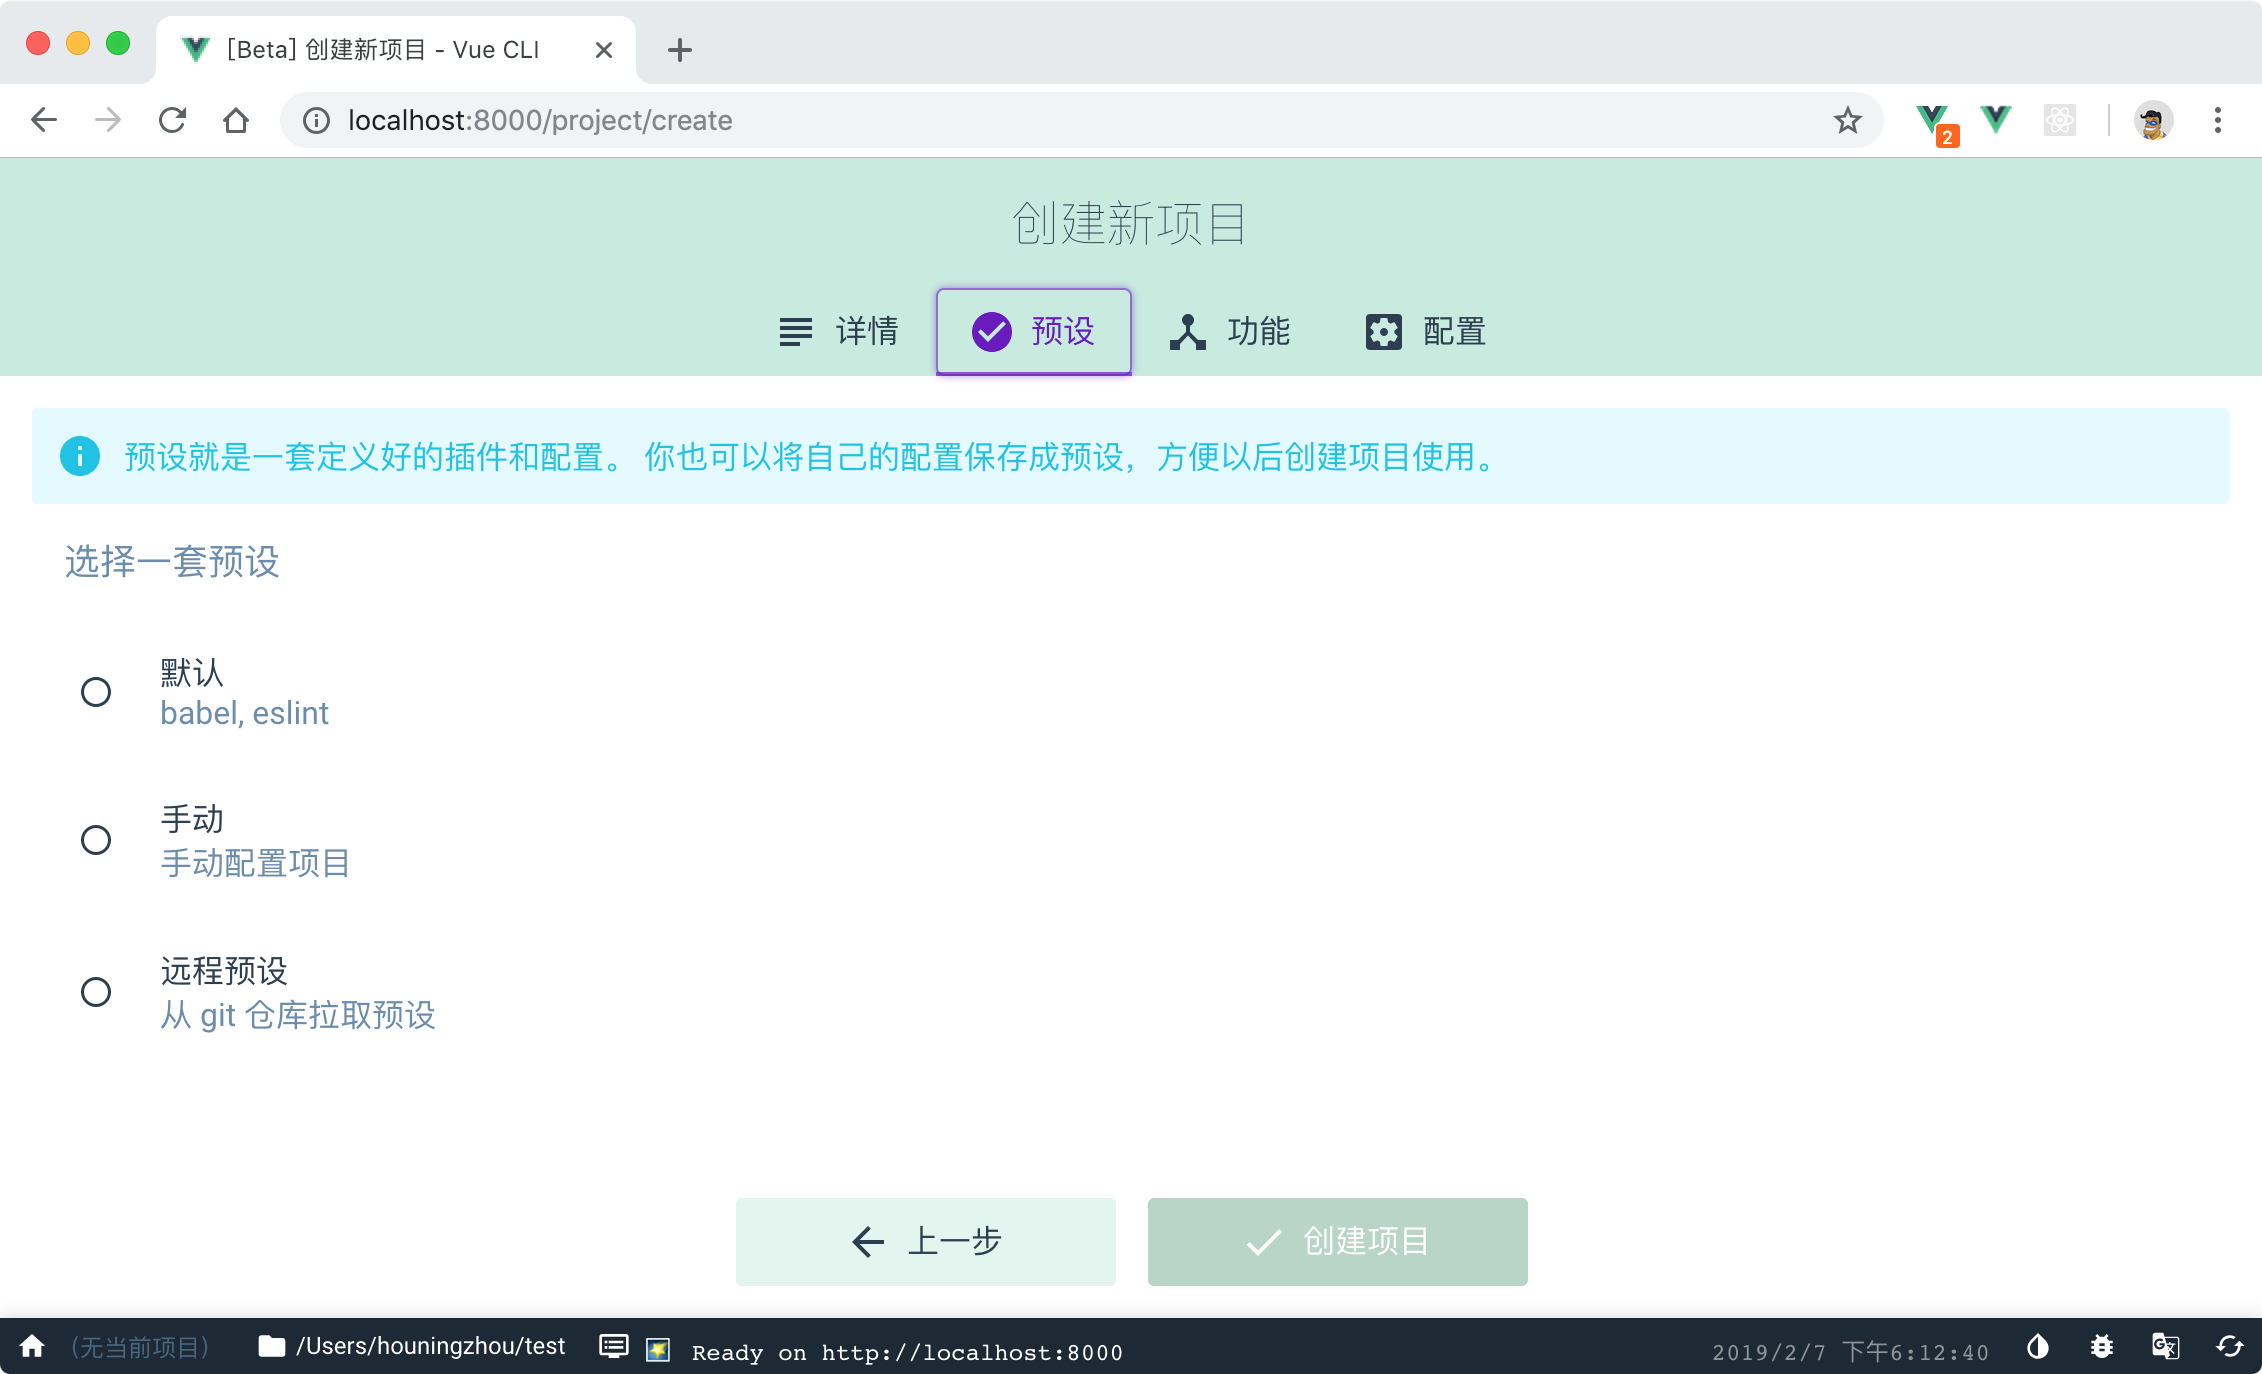 [Beta] 创建新项目 - Vue CLI
localhost:8000/project/create
2
创建新项目
详情
预设
功能
配置
预设就是一套定义好的插件和配置。 你也可以将自己的配置保存成预设，方便以后创建项目使用。
选择一套预设
默认
babel, eslint
手动
手动配置项目
远程预设
从 git 仓库拉取预设
上一步
创建项目
(无当前项目)
/Users/houningzhou/test
Ready on http://localhost:8000
2019/2/7 下午6:12:40